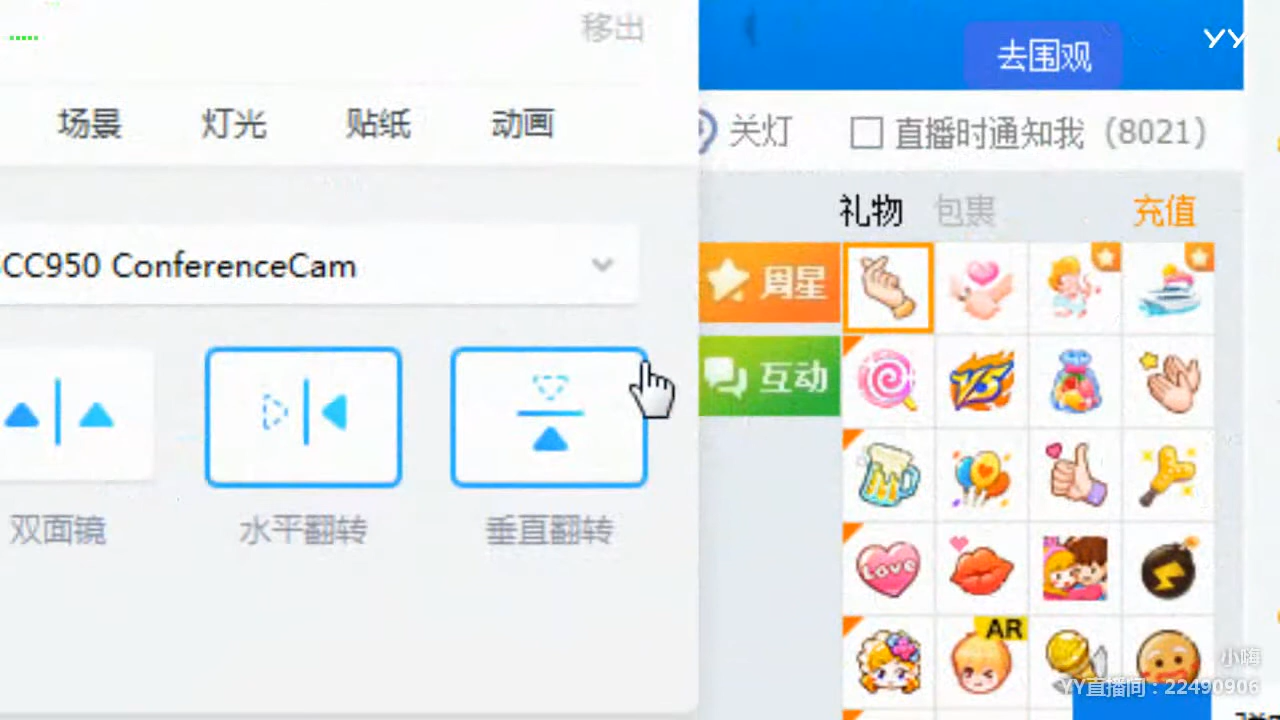 移出
场景 灯光 贴纸 动画
CC950 ConferenceCam
双面镜 水平翻转 垂直翻转
YY
去围观
关灯 直播时通知我 (8021)
礼物 包裹 充值
周星
互动
VS
Love
AR
小嗨
YY直播间：22490906